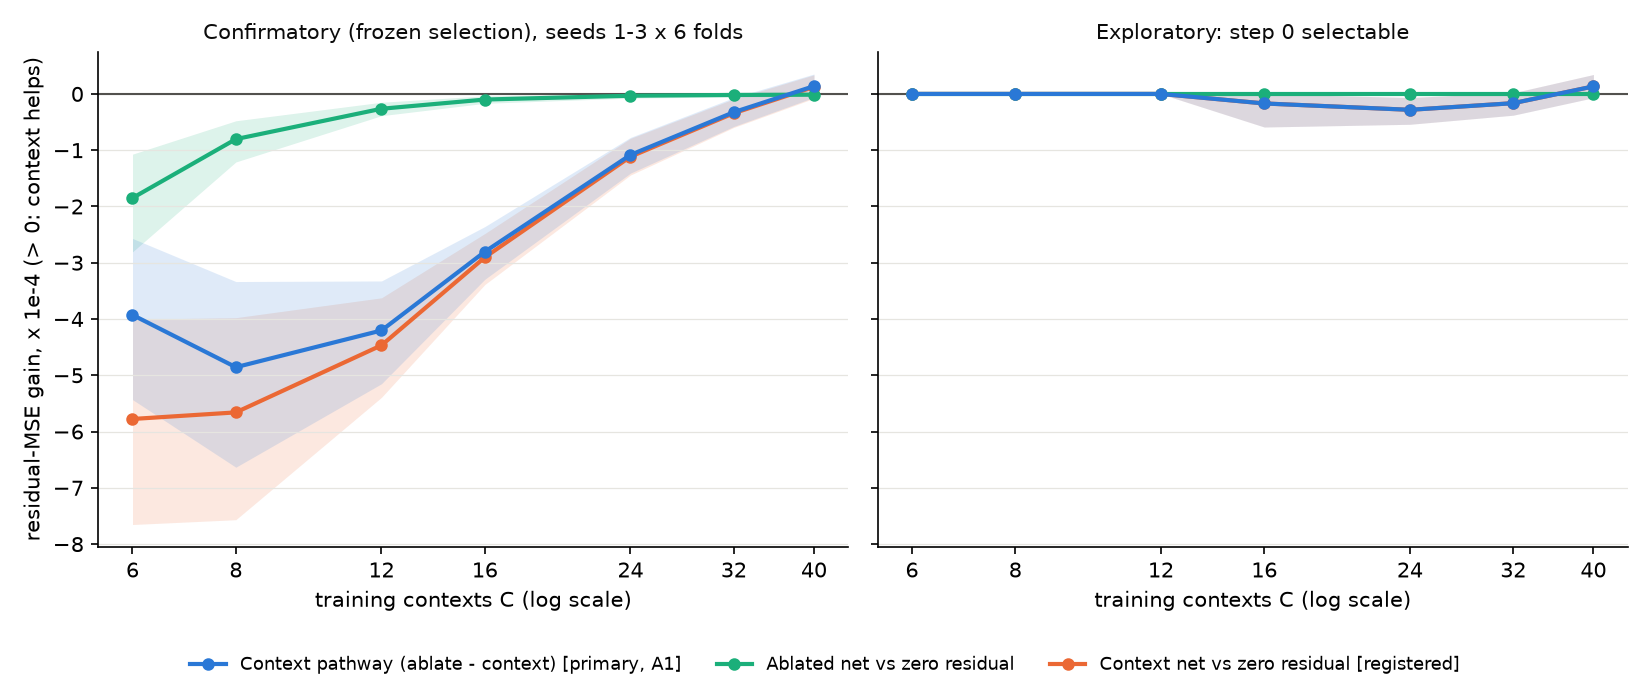 Confirmatory (frozen selection), seeds 1-3 x 6 folds
residual-MSE gain, x 1e-4 (> 0: context helps)
0
−1
−2
−3
−4
−5
−6
−7
−8
6 8 12 16 24 32 40
training contexts C (log scale)
Exploratory: step 0 selectable
6 8 12 16 24 32 40
training contexts C (log scale)
Context pathway (ablate - context) [primary, A1] Ablated net vs zero residual Context net vs zero residual [registered]